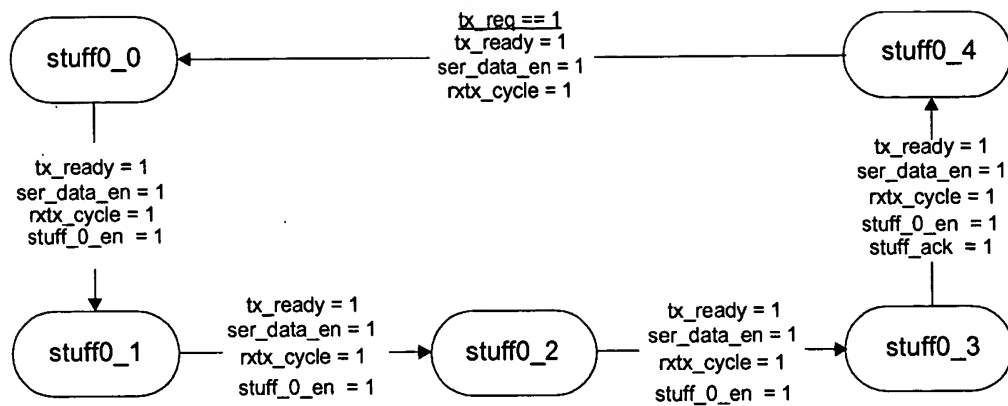 stuff0_0
tx_req == 1
tx_ready = 1
ser_data_en = 1
rxtx_cycle = 1
stuff0_4
tx_ready = 1
ser_data_en = 1
rxtx_cycle = 1
stuff_0_en = 1
tx_ready = 1
ser_data_en = 1
rxtx_cycle = 1
stuff_0_en = 1
stuff_ack = 1
stuff0_1
tx_ready = 1
ser_data_en = 1
rxtx_cycle = 1
stuff_0_en = 1
stuff0_2
tx_ready = 1
ser_data_en = 1
rxtx_cycle = 1
stuff_0_en = 1
stuff0_3